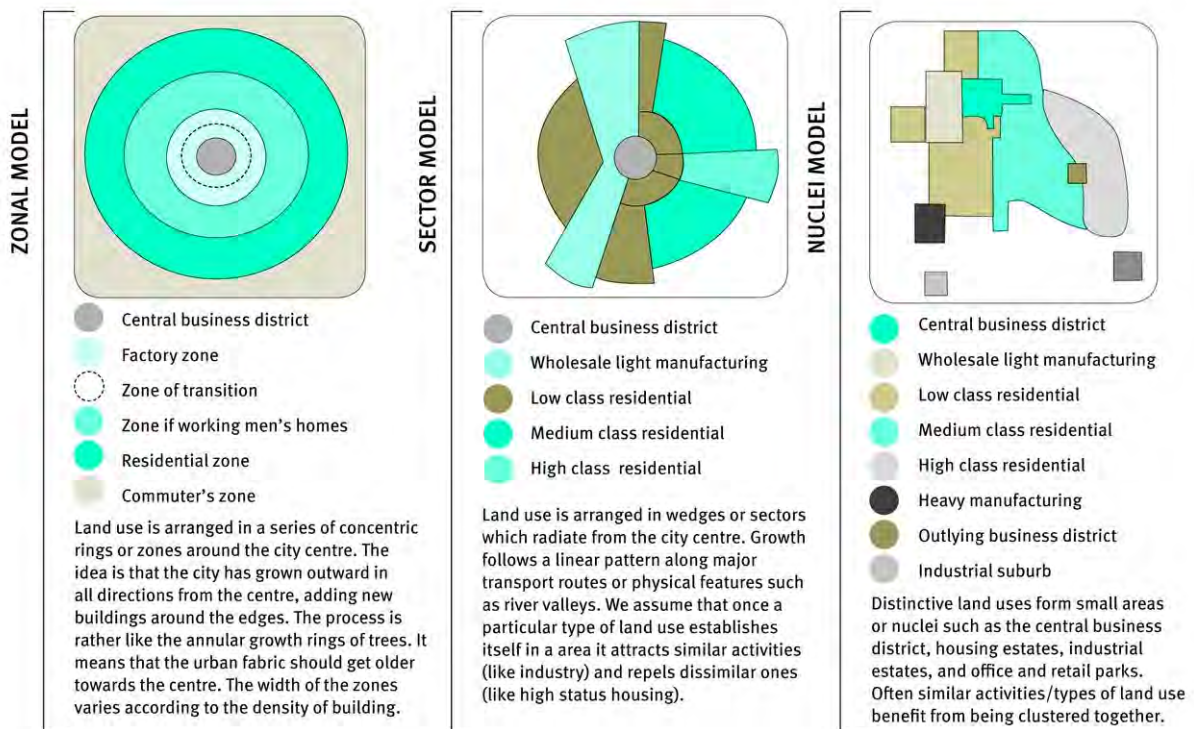 ZONAL MODEL
Central business district
Factory zone
Zone of transition
Zone if working men's homes
Residential zone
Commuter's zone
Land use is arranged in a series of concentric
rings or zones around the city centre. The
idea is that the city has grown outward in
all directions from the centre, adding new
buildings around the edges. The process is
rather like the annular growth rings of trees. It
means that the urban fabric should get older
towards the centre. The width of the zones
varies according to the density of building.
SECTOR MODEL
Central business district
Wholesale light manufacturing
Low class residential
Medium class residential
High class residential
Land use is arranged in wedges or sectors
which radiate from the city centre. Growth
follows a linear pattern along major
transport routes or physical features such
as river valleys. We assume that once a
particular type of land use establishes
itself in a area it attracts similar activities
(like industry) and repels dissimilar ones
(like high status housing).
NUCLEI MODEL
Central business district
Wholesale light manufacturing
Low class residential
Medium class residential
High class residential
Heavy manufacturing
Outlying business district
Industrial suburb
Distinctive land uses form small areas
or nuclei such as the central business
district, housing estates, industrial
estates, and office and retail parks.
Often similar activities/types of land use
benefit from being clustered together.